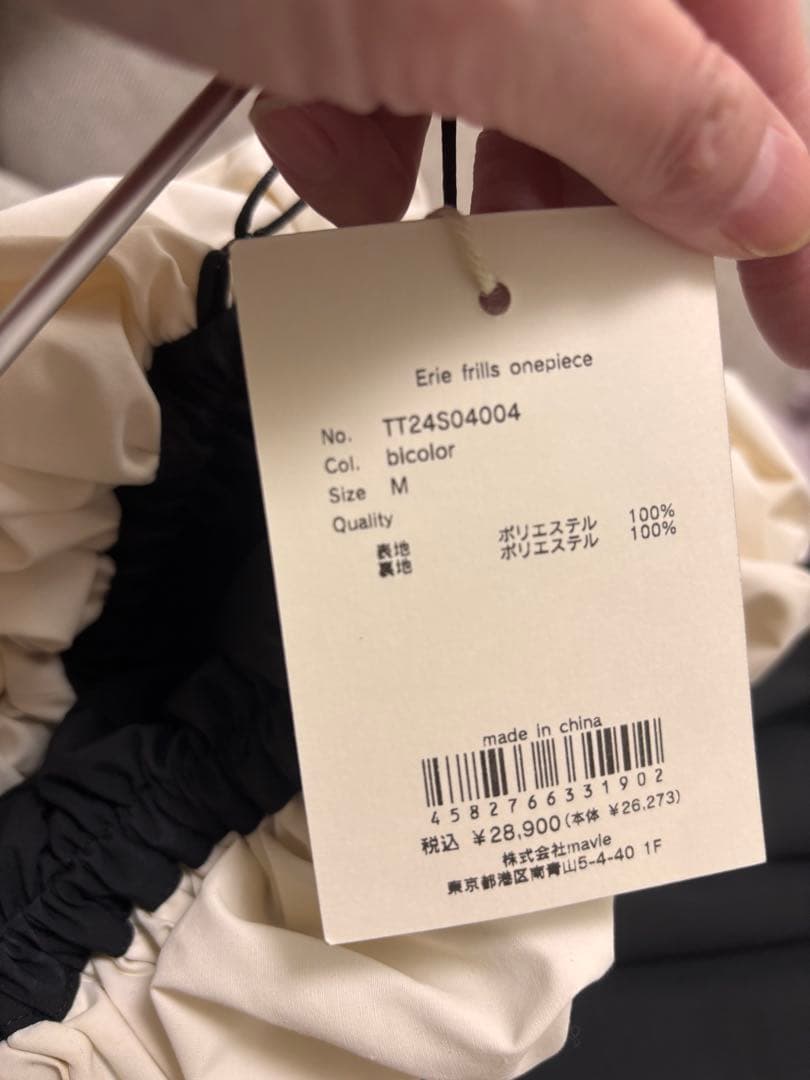 Erie frills onepiece
No. TT24S04004
Col. bicolor
Size M
Quality
表地 ポリエステル 100%
裏地 ポリエステル 100%
made in china
4582766331902
税込 ¥28,900(本体 ¥26,273)
株式会社mavie
東京都港区南青山5-4-40 1F